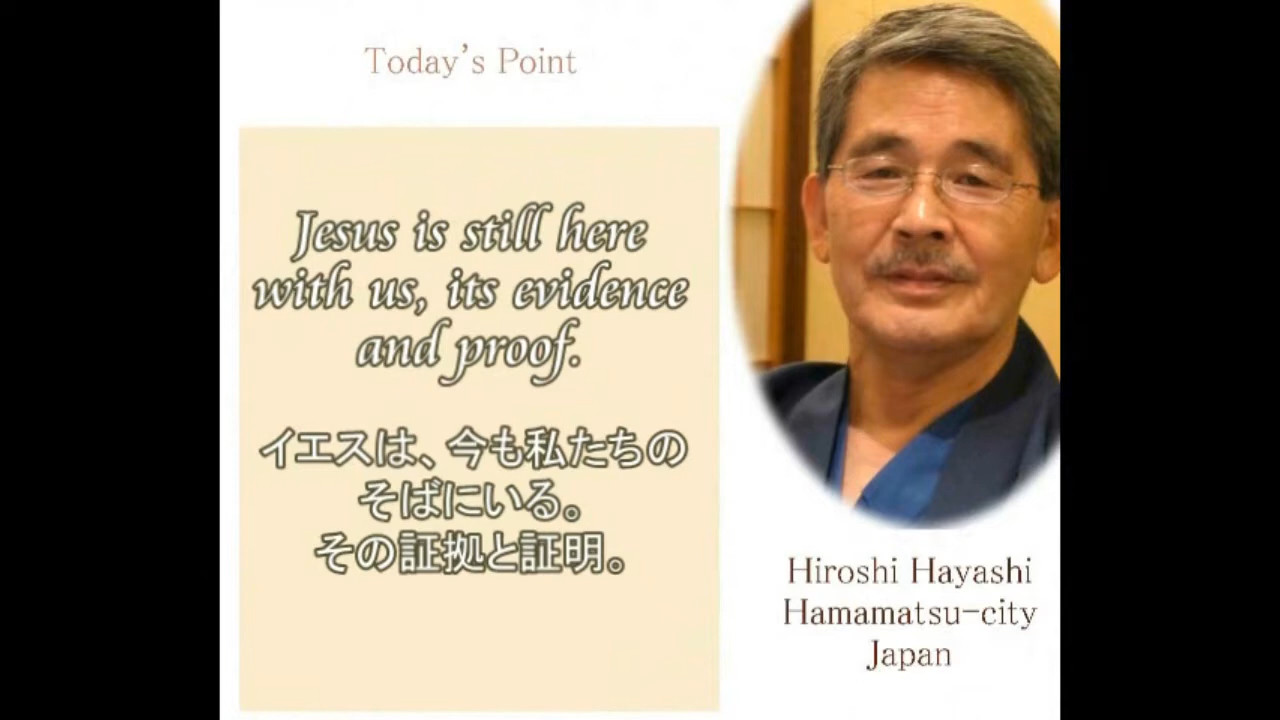 Today's Point
Jesus is still here
with us, its evidence
and proof.
イエスは、今も私たちの
そばにいる。
その証拠と証明。
Hiroshi Hayashi
Hamamatsu-city
Japan